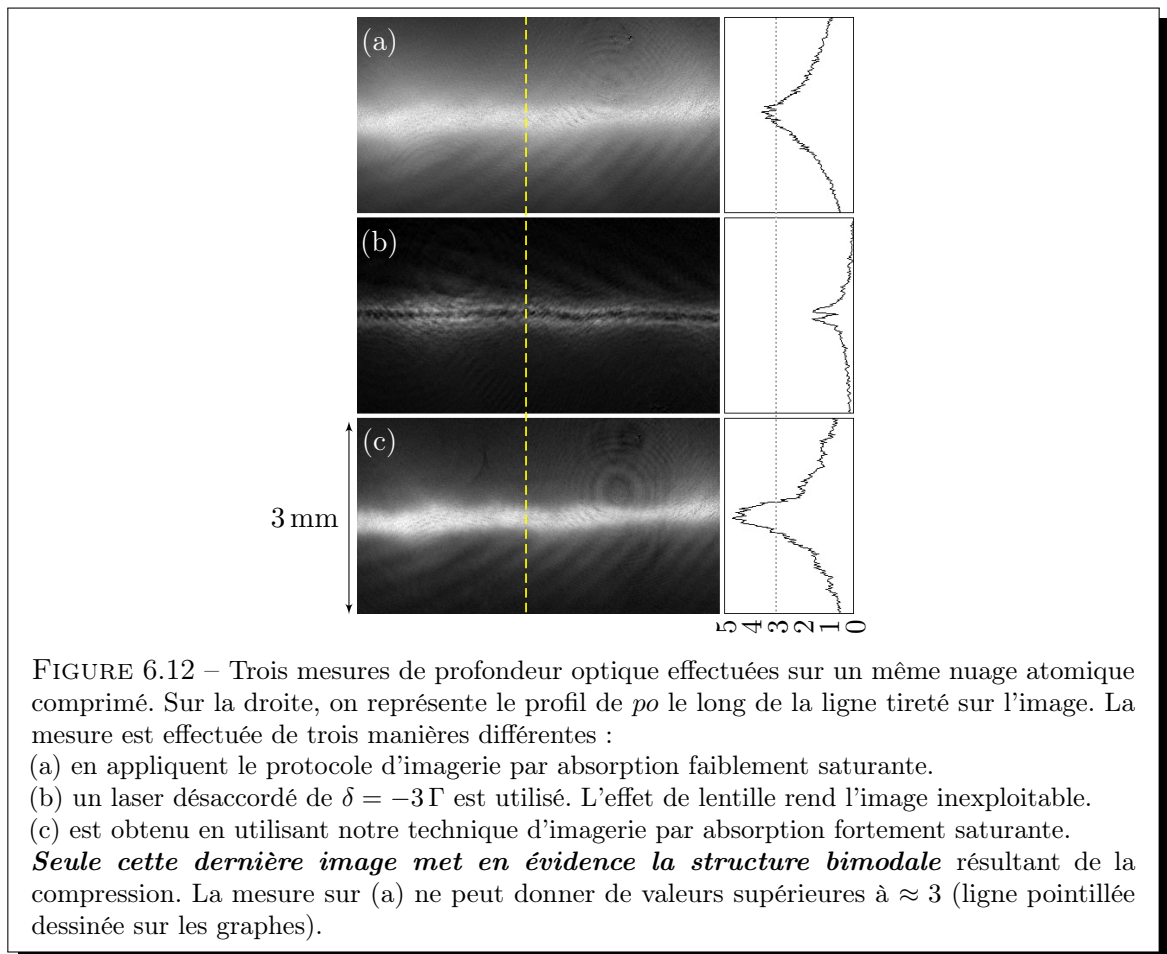 (a)
(b)
(c)
3 mm
5 4 3 2 1 0
FIGURE 6.12 – Trois mesures de profondeur optique effectuées sur un même nuage atomique
comprimé. Sur la droite, on représente le profil de po le long de la ligne tireté sur l'image. La
mesure est effectuée de trois manières différentes :
(a) en appliquent le protocole d'imagerie par absorption faiblement saturante.
(b) un laser désaccordé de δ = −3 Γ est utilisé. L'effet de lentille rend l'image inexploitable.
(c) est obtenu en utilisant notre technique d'imagerie par absorption fortement saturante.
Seule cette dernière image met en évidence la structure bimodale résultant de la
compression. La mesure sur (a) ne peut donner de valeurs supérieures à ≈ 3 (ligne pointillée
dessinée sur les graphes).